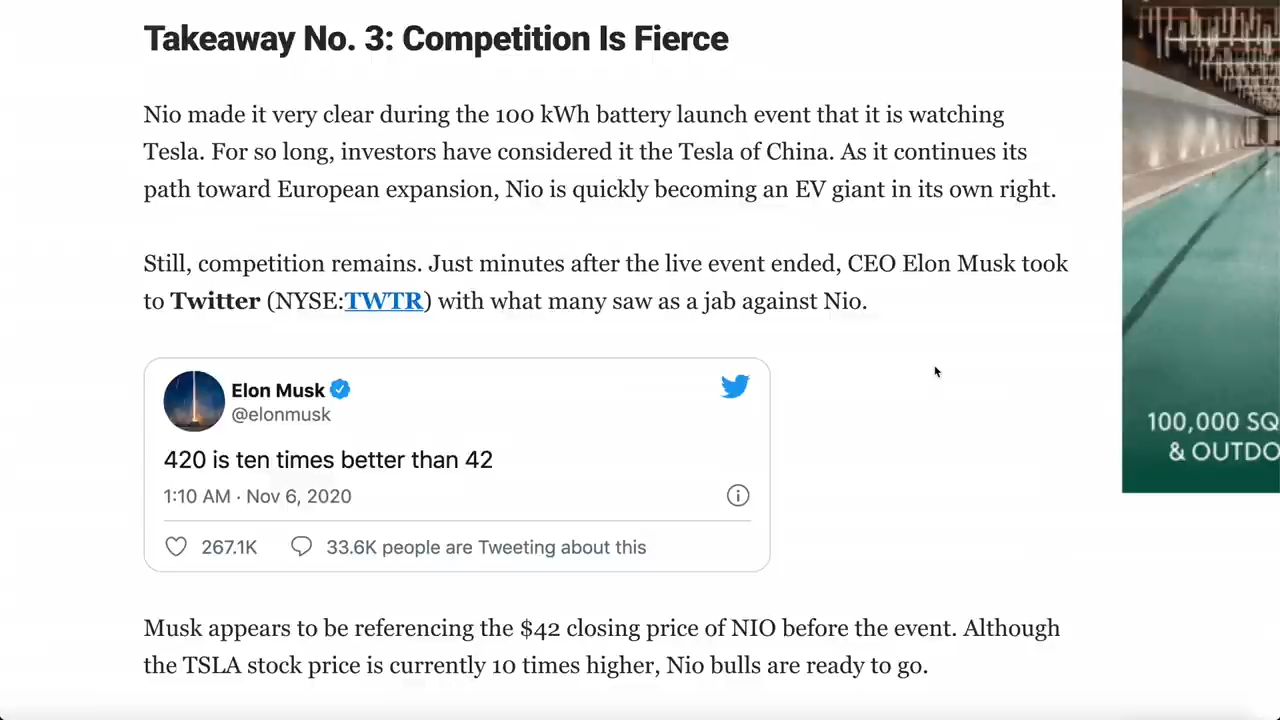 Takeaway No. 3: Competition Is Fierce
Nio made it very clear during the 100 kWh battery launch event that it is watching
Tesla. For so long, investors have considered it the Tesla of China. As it continues its
path toward European expansion, Nio is quickly becoming an EV giant in its own right.
Still, competition remains. Just minutes after the live event ended, CEO Elon Musk took
to Twitter (NYSE:TWTR) with what many saw as a jab against Nio.
Elon Musk
@elonmusk
420 is ten times better than 42
1:10 AM · Nov 6, 2020
267.1K 33.6K people are Tweeting about this
Musk appears to be referencing the $42 closing price of NIO before the event. Although
the TSLA stock price is currently 10 times higher, Nio bulls are ready to go.
100,000 SQ
& OUTDO